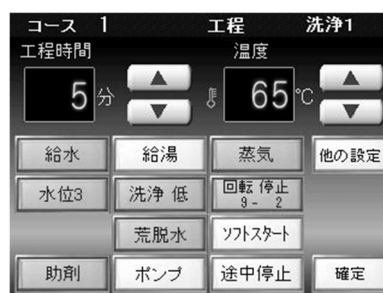 コース 1 工程 洗浄1
工程時間 温度
5 分 65 ℃
給水 給湯 蒸気 他の設定
水位3 洗浄 低 回転 停止
9- 2
荒脱水 ソフトスタート
助剤 ポンプ 途中停止 確定